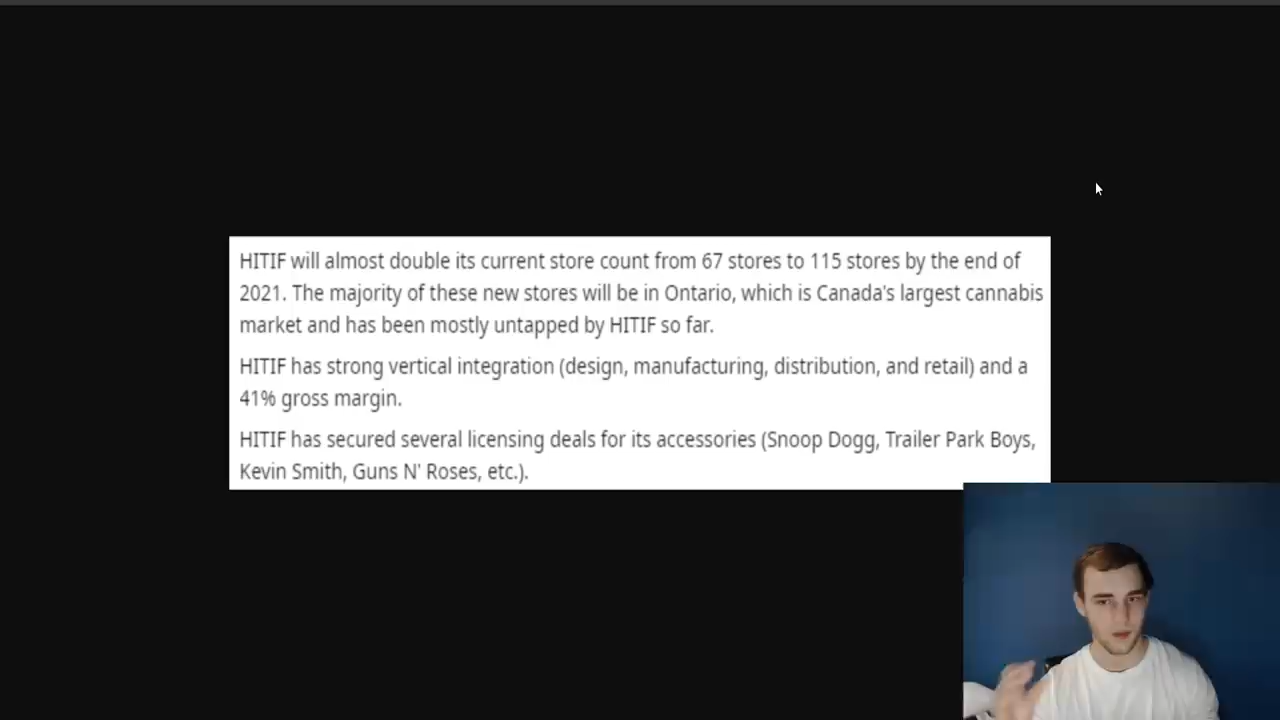 HITIF will almost double its current store count from 67 stores to 115 stores by the end of
2021. The majority of these new stores will be in Ontario, which is Canada's largest cannabis
market and has been mostly untapped by HITIF so far.
HITIF has strong vertical integration (design, manufacturing, distribution, and retail) and a
41% gross margin.
HITIF has secured several licensing deals for its accessories (Snoop Dogg, Trailer Park Boys,
Kevin Smith, Guns N' Roses, etc.).